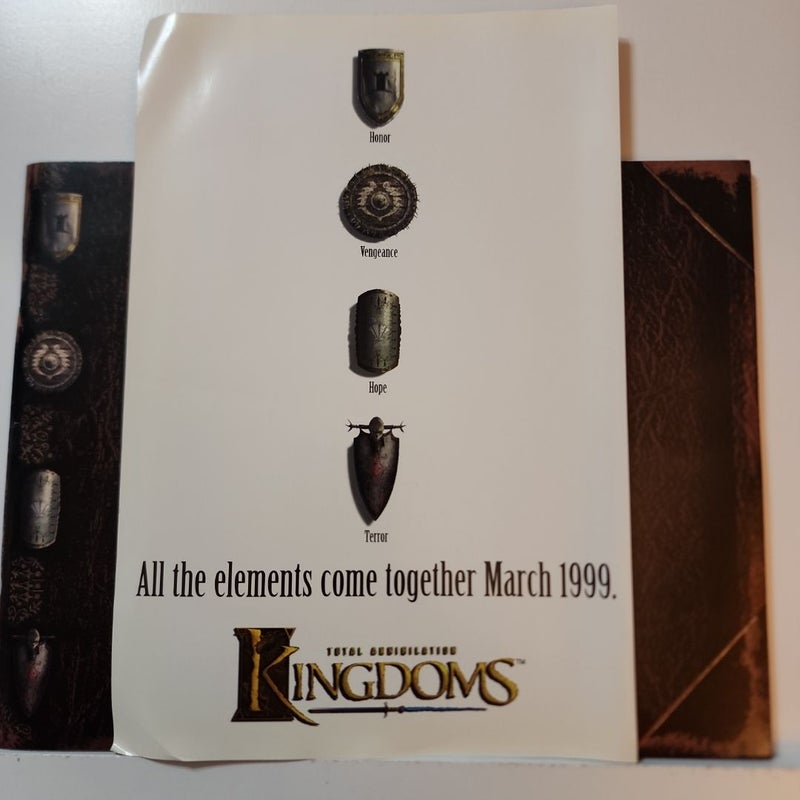 Honor
Vengeance
Hope
Terror
All the elements come together March 1999.
TOTAL ANNIHILATION
KINGDOMS™